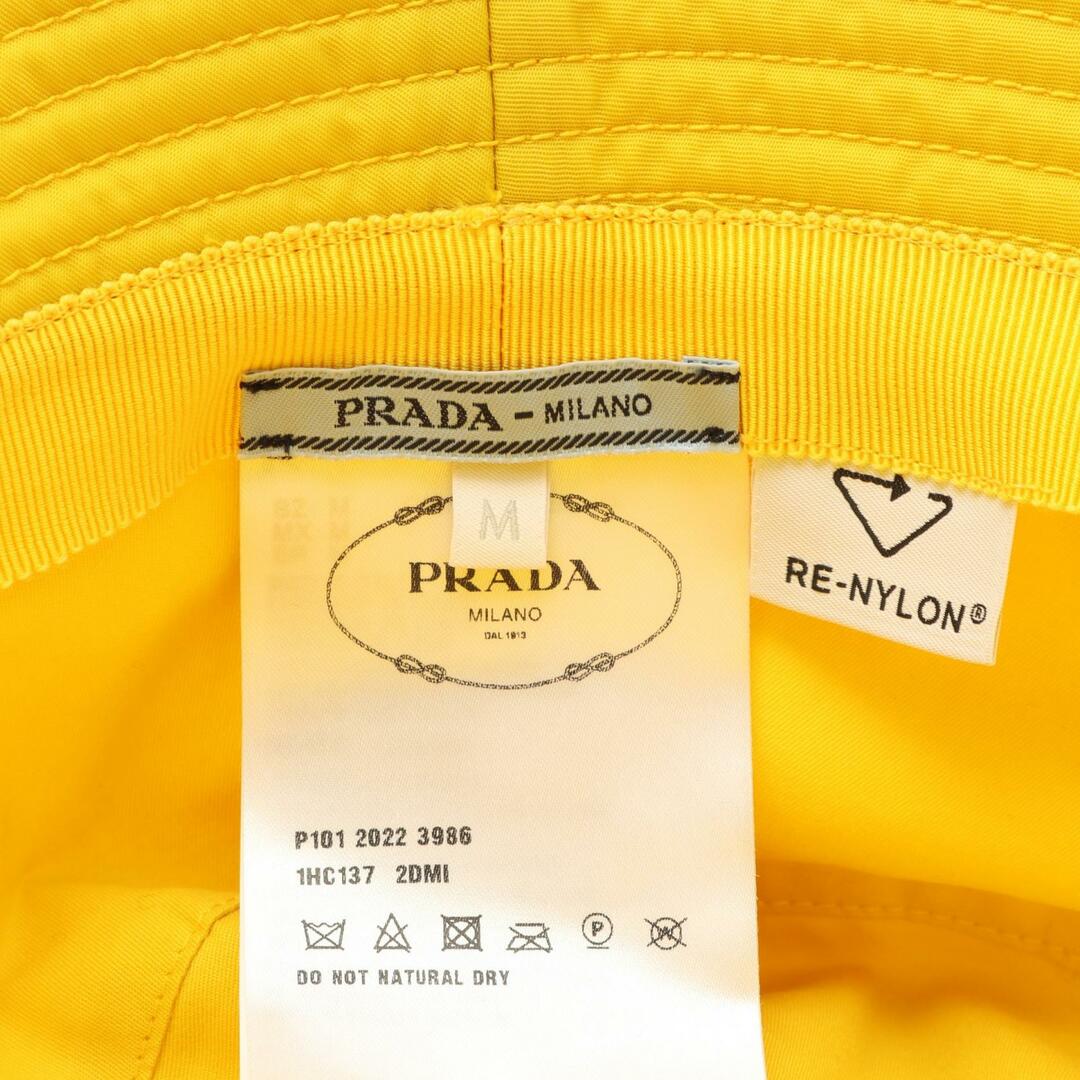 PRADA - MILANO
M
PRADA
MILANO
DAL 1913
RE-NYLON®
P101 2022 3986
1HC137 2DMI
P
DO NOT NATURAL DRY